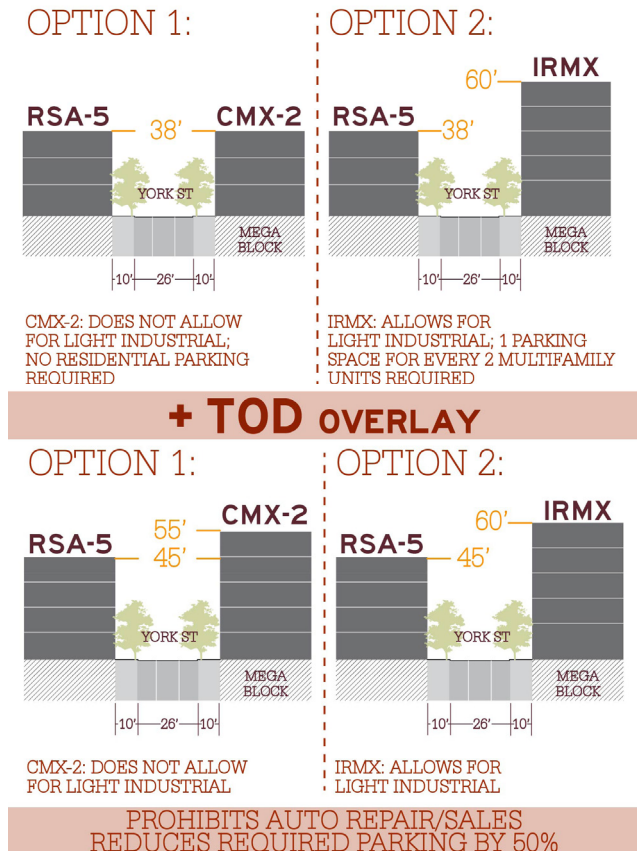 OPTION 1:
RSA-5
38'
CMX-2
YORK ST
MEGA
BLOCK
10'
26'
10'
CMX-2: DOES NOT ALLOW
FOR LIGHT INDUSTRIAL;
NO RESIDENTIAL PARKING
REQUIRED
OPTION 2:
60'
IRMX
RSA-5
38'
YORK ST
MEGA
BLOCK
10'
26'
10'
IRMX: ALLOWS FOR
LIGHT INDUSTRIAL; 1 PARKING
SPACE FOR EVERY 2 MULTIFAMILY
UNITS REQUIRED
+ TOD OVERLAY
OPTION 1:
55'
CMX-2
RSA-5
45'
YORK ST
MEGA
BLOCK
10'
26'
10'
CMX-2: DOES NOT ALLOW
FOR LIGHT INDUSTRIAL
OPTION 2:
60'
IRMX
RSA-5
45'
YORK ST
MEGA
BLOCK
10'
26'
10'
IRMX: ALLOWS FOR
LIGHT INDUSTRIAL
PROHIBITS AUTO REPAIR/SALES
REDUCES REQUIRED PARKING BY 50%